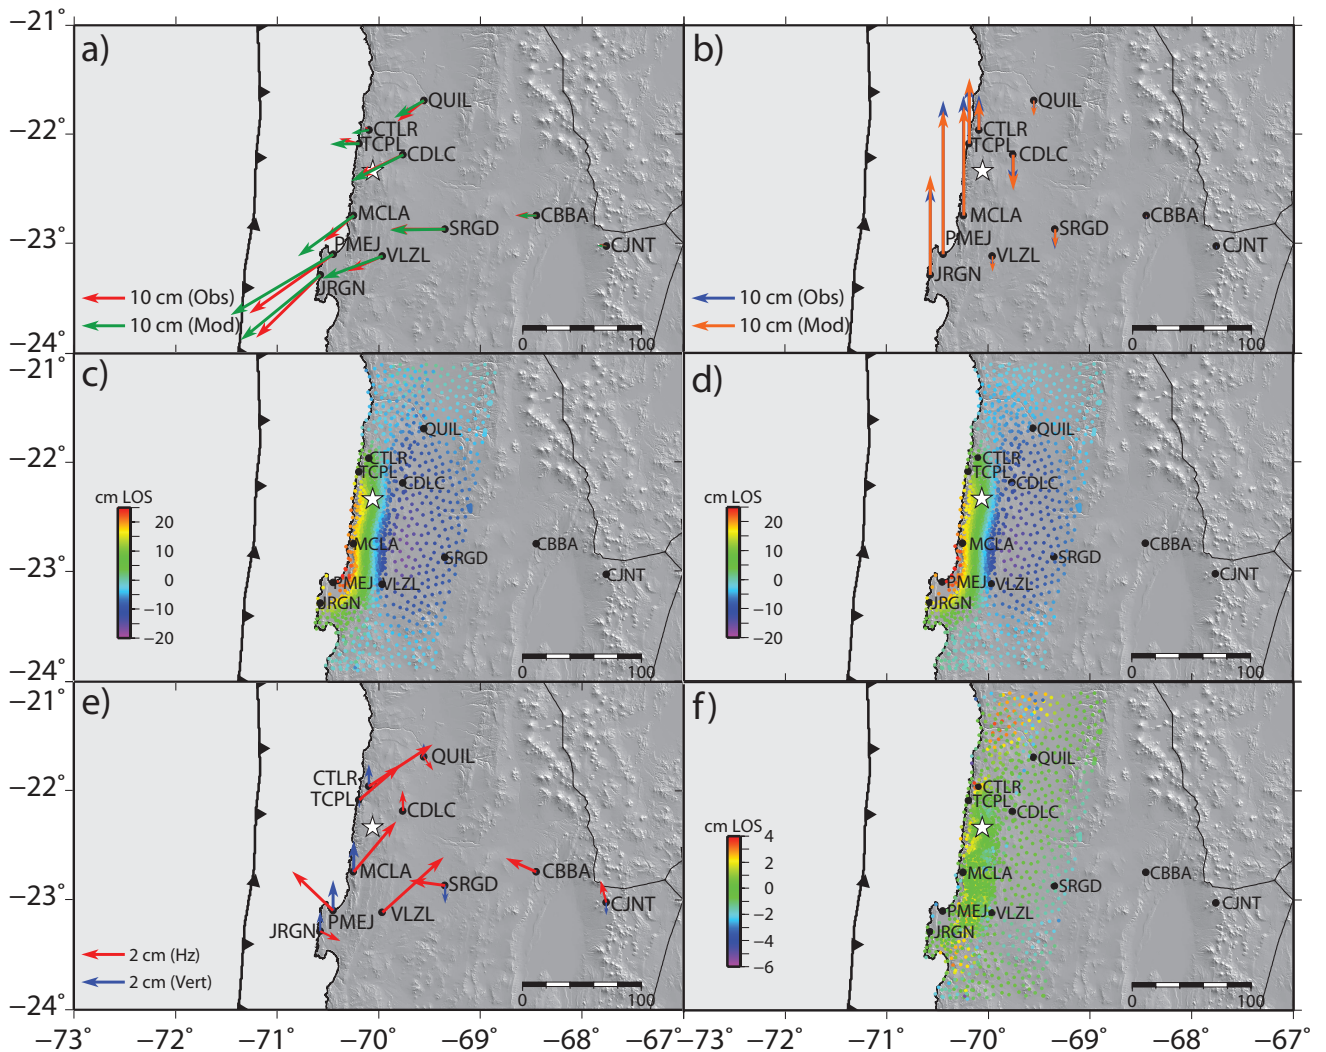 −21°
a)
QUIL
CTLR
TCPL
CDLC
−22°
MCLA
SRGD
CBBA
PMEJ
VLZL
CJNT
−23°
JRGN
10 cm (Obs)
10 cm (Mod)
0
100
−24°
b)
QUIL
CTLR
TCPL
CDLC
MCLA
SRGD
CBBA
PMEJ
VLZL
CJNT
JRGN
10 cm (Obs)
10 cm (Mod)
0
100
−21°
c)
QUIL
CTLR
TCPL
CDLC
−22°
cm LOS
20
10
0
−10
−20
MCLA
SRGD
CBBA
PMEJ
VLZL
CJNT
−23°
JRGN
0
100
−24°
d)
QUIL
CTLR
TCPL
CDLC
cm LOS
20
10
0
−10
−20
MCLA
SRGD
CBBA
PMEJ
VLZL
CJNT
JRGN
0
100
−21°
e)
QUIL
CTLR
TCPL
CDLC
−22°
MCLA
SRGD
CBBA
PMEJ
VLZL
CJNT
−23°
JRGN
2 cm (Hz)
2 cm (Vert)
0
100
−24°
f)
QUIL
CTLR
TCPL
CDLC
cm LOS
4
2
0
−2
−4
−6
MCLA
SRGD
CBBA
PMEJ
VLZL
CJNT
JRGN
0
100
−73° −72° −71° −70° −69° −68° −67°
−72° −71° −70° −69° −68° −67°